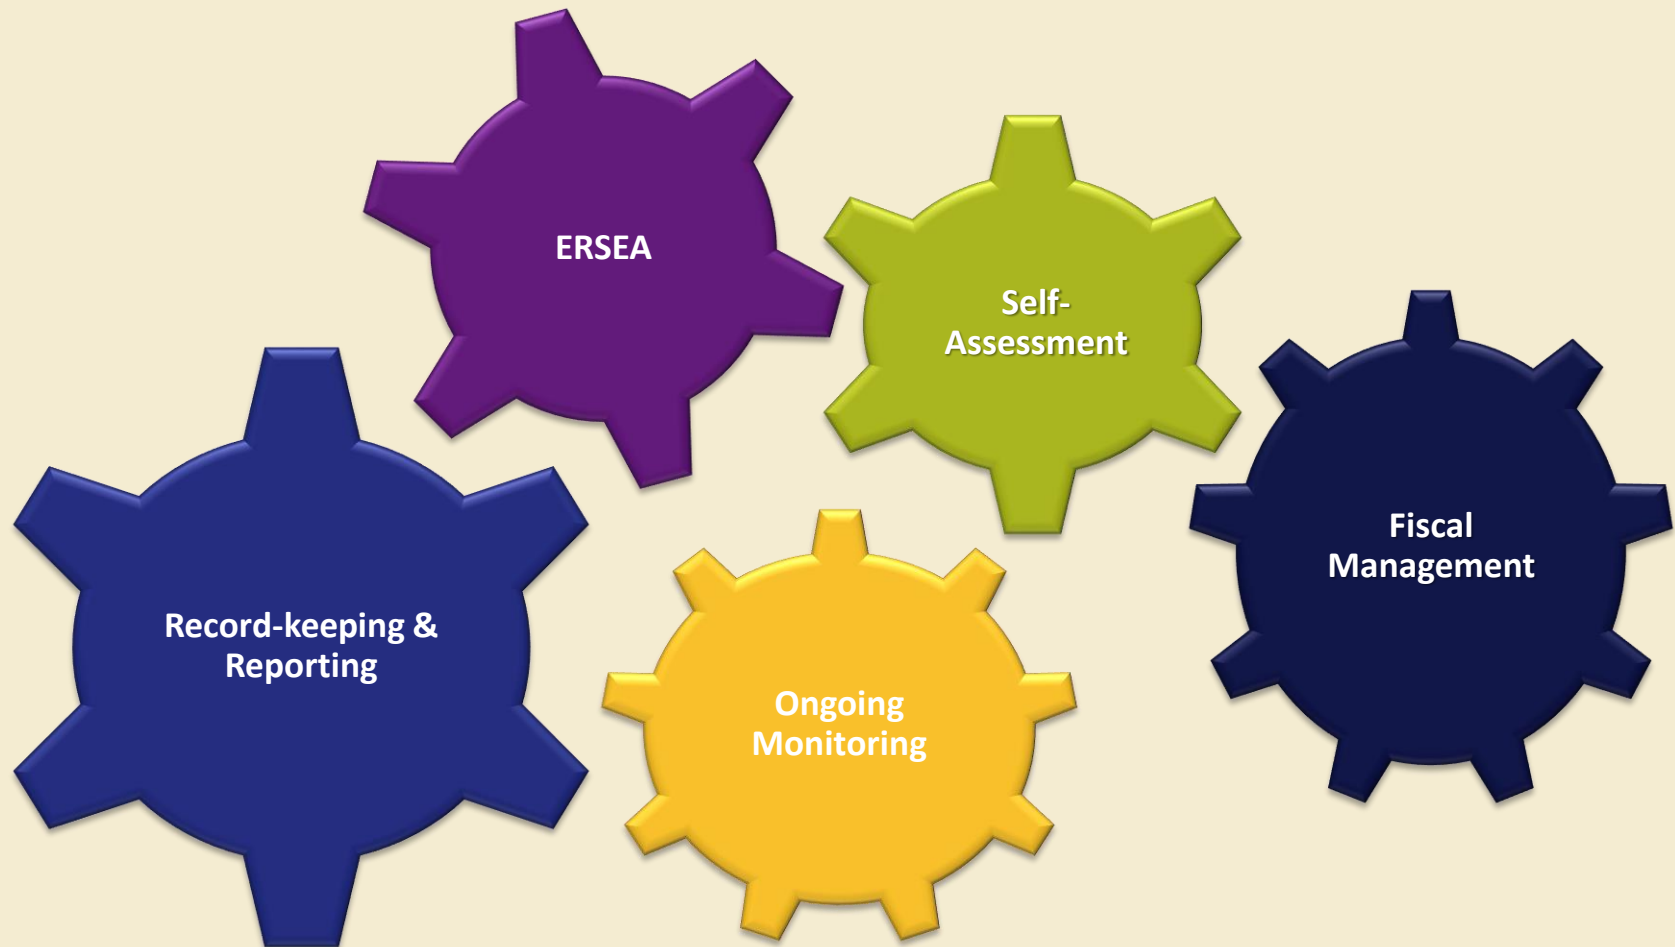 ERSEA
Self-
Assessment
Fiscal
Management
Record-keeping &
Reporting
Ongoing
Monitoring